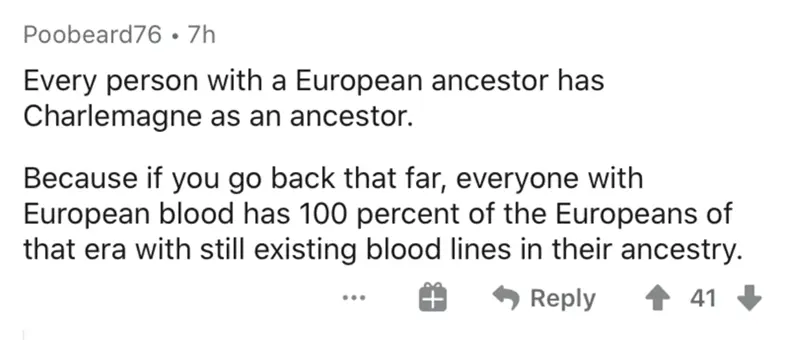 Poobeard76 • 7h
Every person with a European ancestor has
Charlemagne as an ancestor.
Because if you go back that far, everyone with
European blood has 100 percent of the Europeans of
that era with still existing blood lines in their ancestry.
... Reply 41